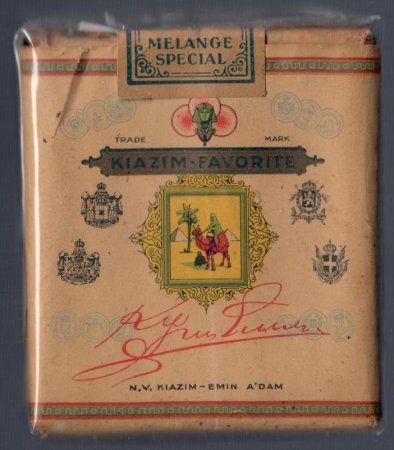 MELANGE
SPECIAL
TRADE MARK
KIAZIM-FAVORITE
N.V. KIAZIM-EMIN A'DAM